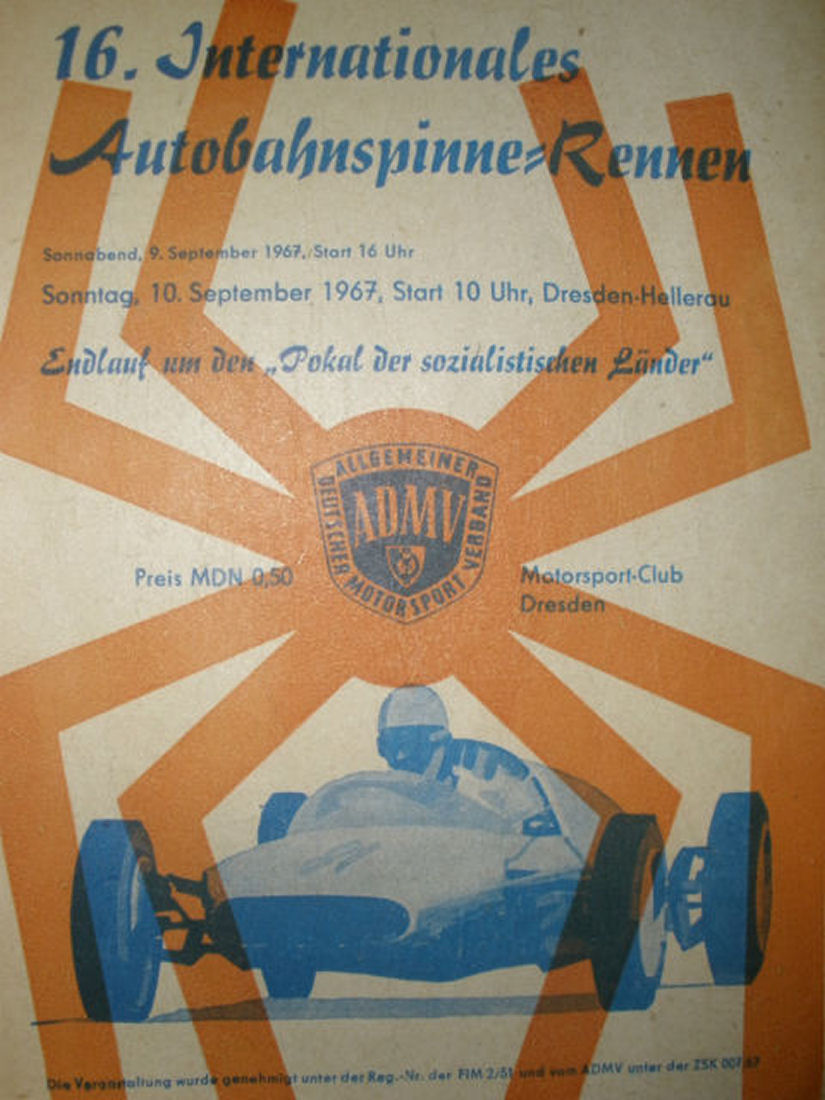 16. Internationales
Autobahnspinne=Rennen
Sonnabend, 9. September 1967, Start 16 Uhr
Sonntag, 10. September 1967, Start 10 Uhr, Dresden-Hellerau
Endlauf um den „Pokal der sozialistischen Länder“
ALLGEMEINER
DEUTSCHER
ADMV
VERBAND
MOTORSPORT
Preis MDN 0,50
Motorsport-Club
Dresden
Die Veranstaltung wurde genehmigt unter der Reg.-Nr. der FIM 2/51 und vom ADMV unter der ZSK 007/67